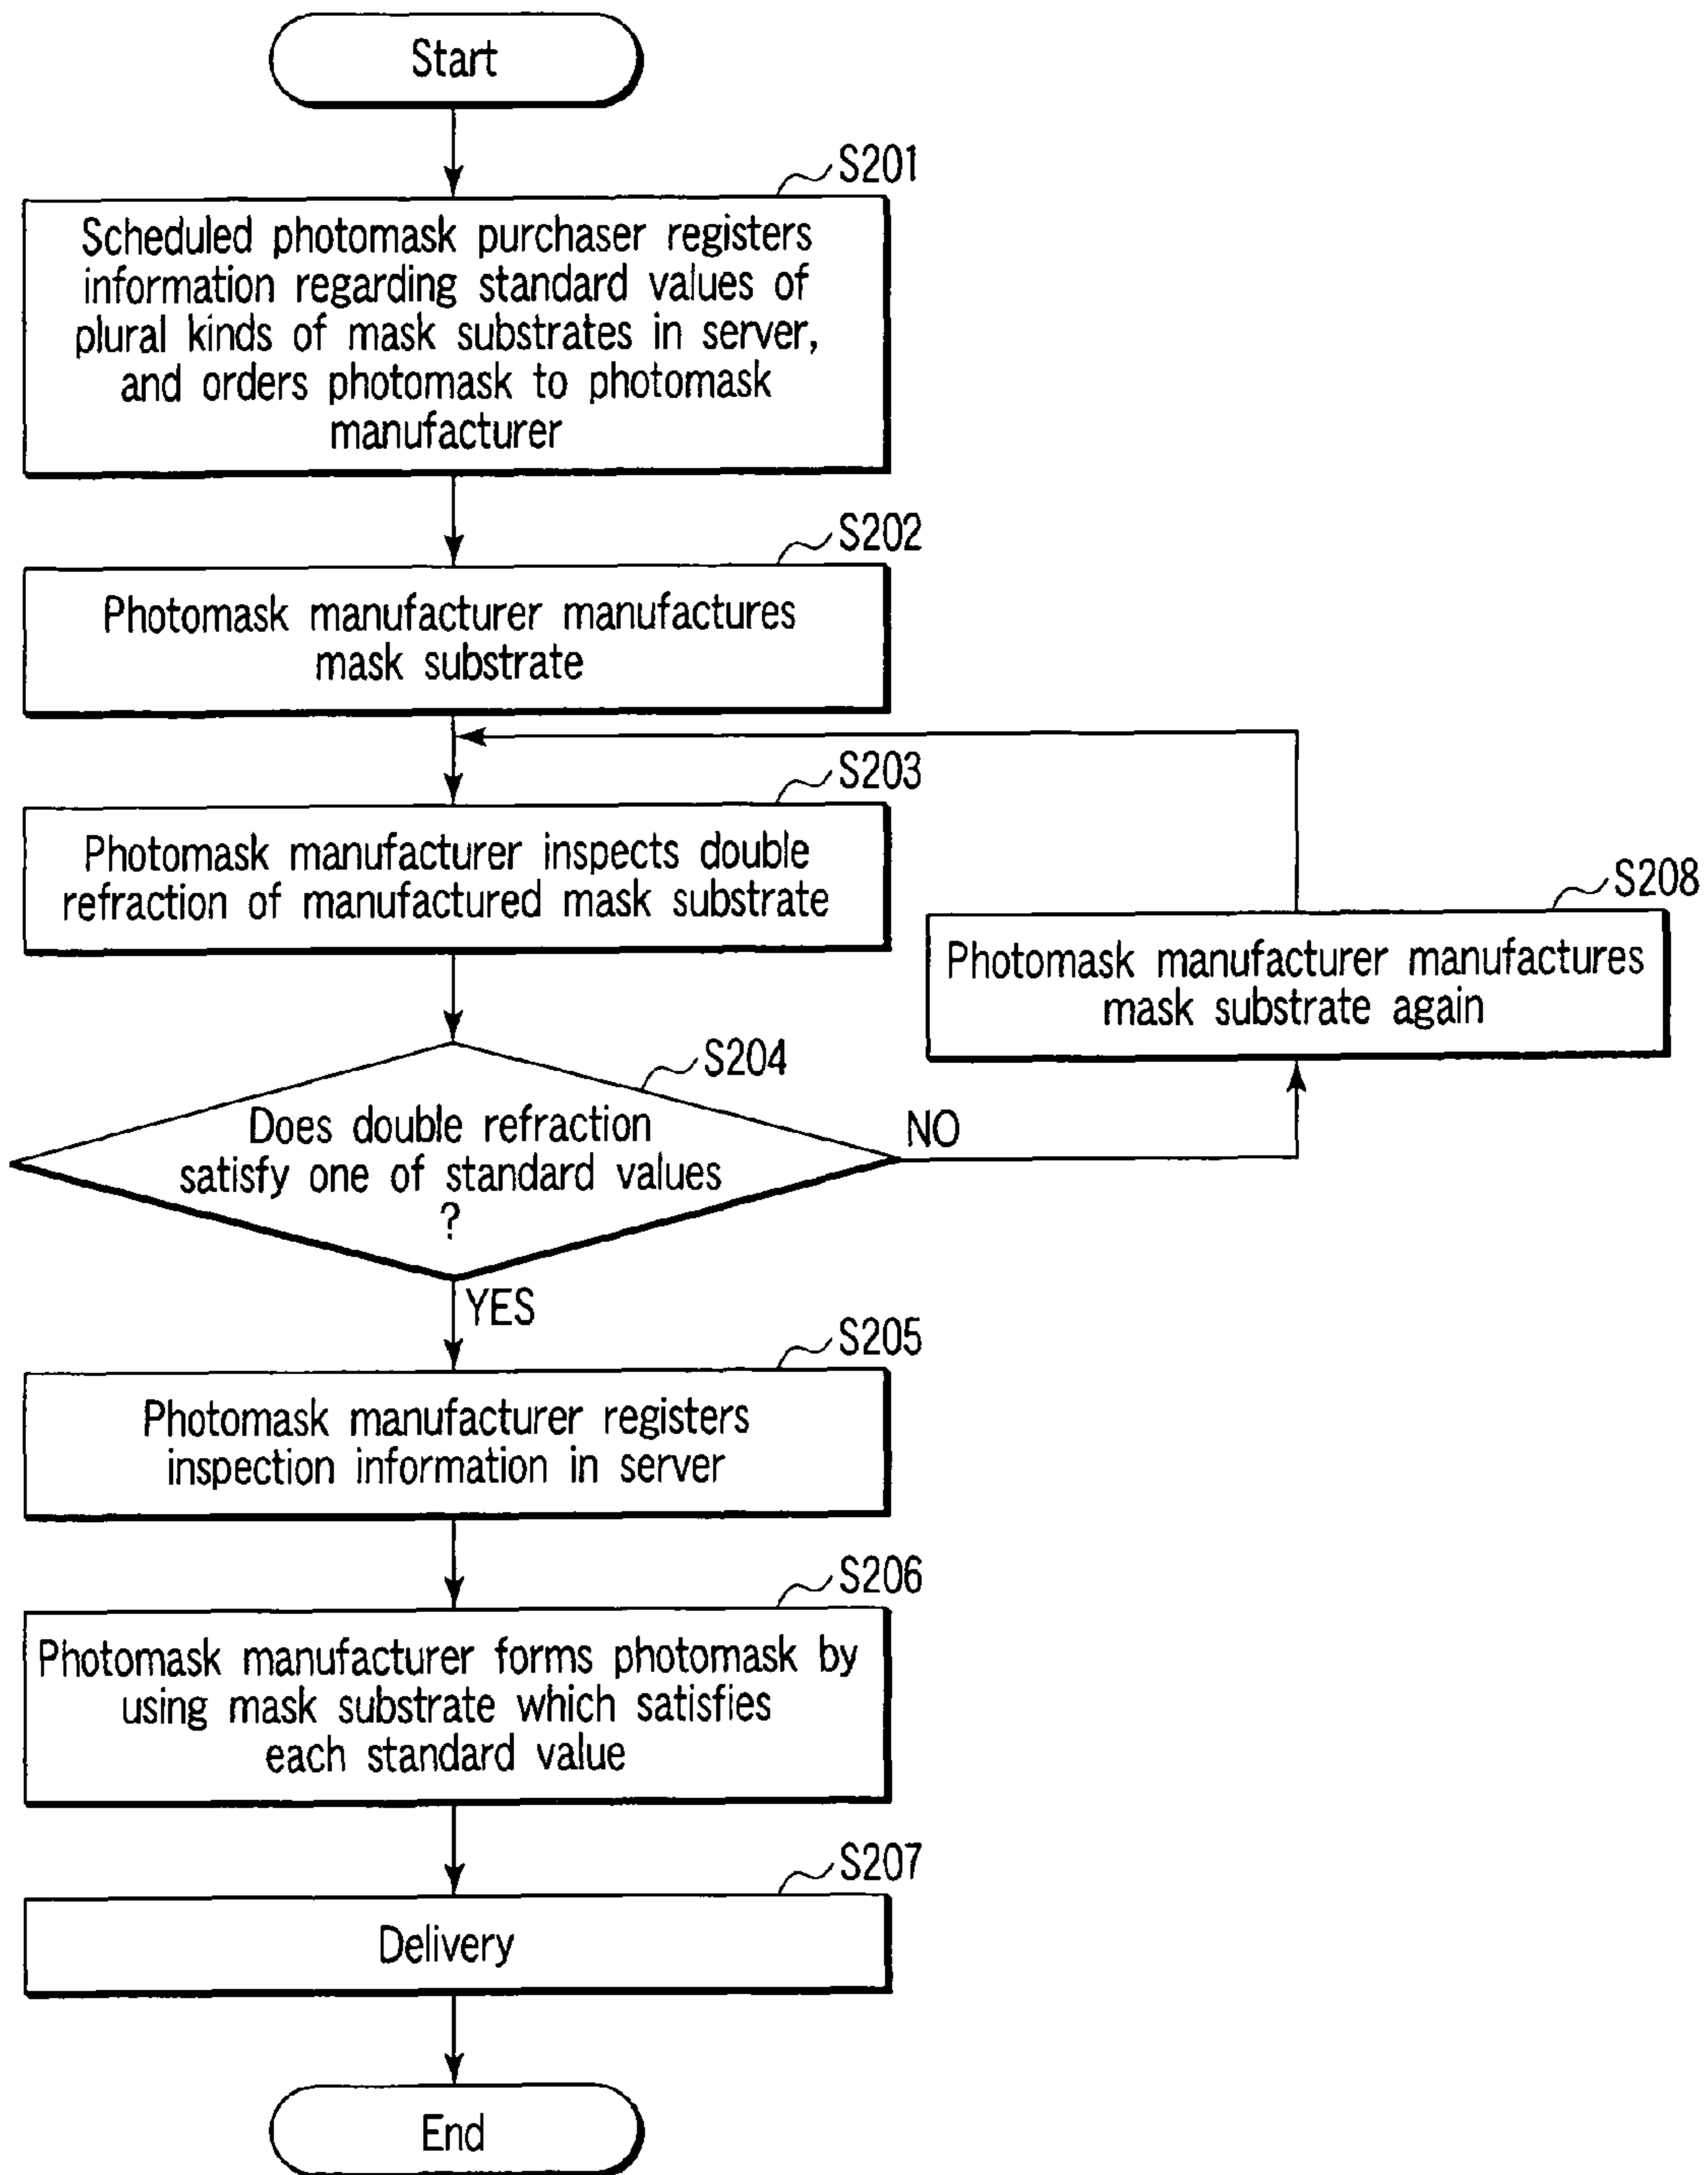 Start
S201
Scheduled photomask purchaser registers
information regarding standard values of
plural kinds of mask substrates in server,
and orders photomask to photomask
manufacturer
S202
Photomask manufacturer manufactures
mask substrate
S203
Photomask manufacturer inspects double
refraction of manufactured mask substrate
S208
Photomask manufacturer manufactures
mask substrate again
S204
Does double refraction
satisfy one of standard values
?
NO
YES
S205
Photomask manufacturer registers
inspection information in server
S206
Photomask manufacturer forms photomask by
using mask substrate which satisfies
each standard value
S207
Delivery
End